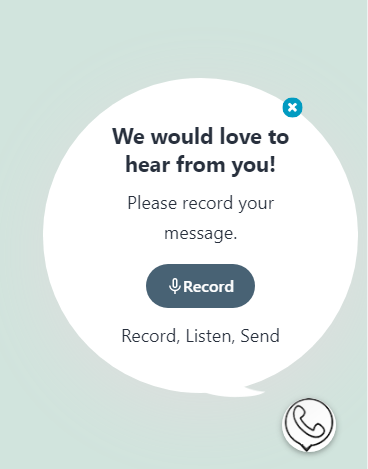 We would love to
hear from you!
Please record your
message.
Record
Record, Listen, Send